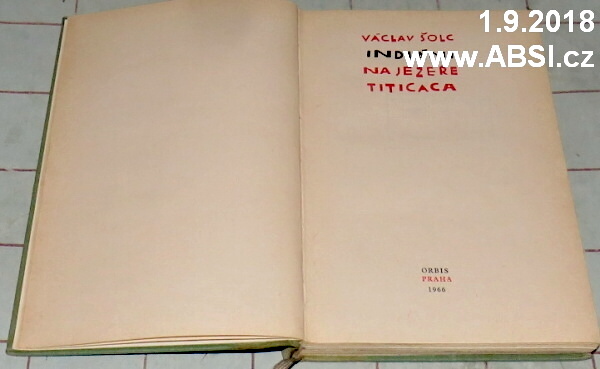 1.9.2018
www.ABSI.cz
VÁCLAV ŠOLC
NA JEZEŘE
TITICACA
ORBIS
PRAHA
1966